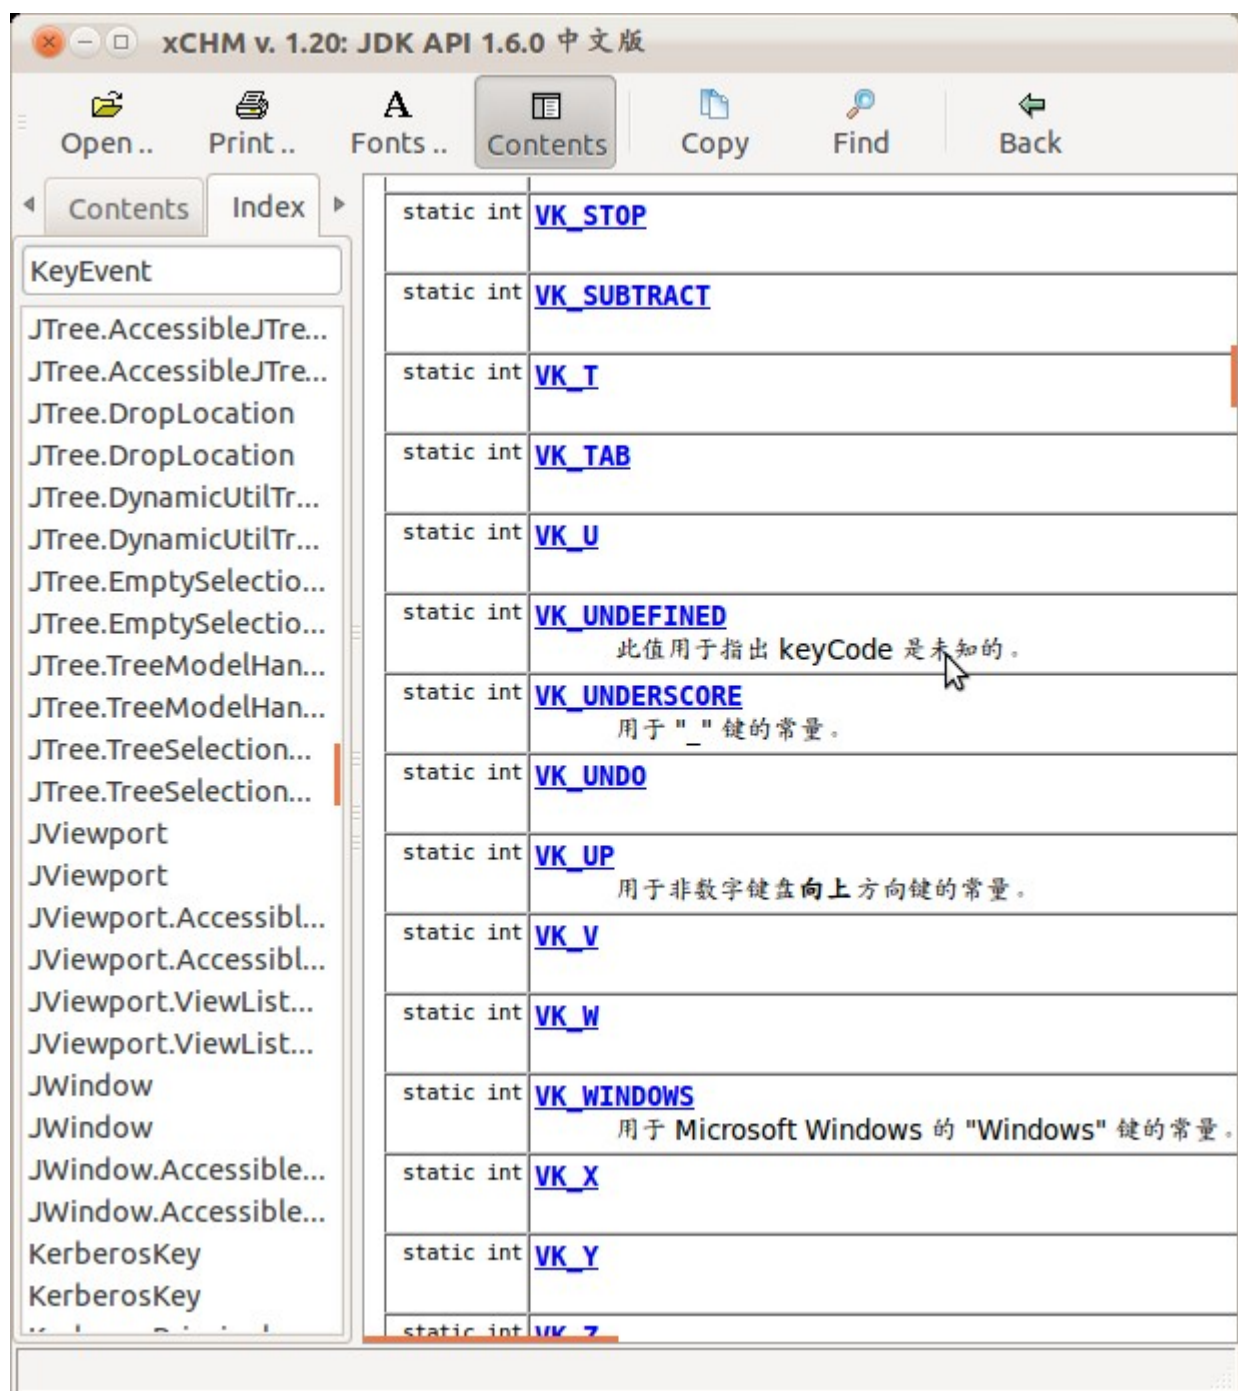 xCHM v. 1.20: JDK API 1.6.0 中文版
Open .. Print .. Fonts .. Contents Copy Find Back
Contents Index
KeyEvent
JTree.AccessibleJTre...
JTree.AccessibleJTre...
JTree.DropLocation
JTree.DropLocation
JTree.DynamicUtilTr...
JTree.DynamicUtilTr...
JTree.EmptySelectio...
JTree.EmptySelectio...
JTree.TreeModelHan...
JTree.TreeModelHan...
JTree.TreeSelection...
JTree.TreeSelection...
JViewport
JViewport
JViewport.Accessibl...
JViewport.Accessibl...
JViewport.ViewList...
JViewport.ViewList...
JWindow
JWindow
JWindow.Accessible...
JWindow.Accessible...
KerberosKey
KerberosKey
static int VK_STOP
static int VK_SUBTRACT
static int VK_T
static int VK_TAB
static int VK_U
static int VK_UNDEFINED
此值用于指出 keyCode 是未知的。
static int VK_UNDERSCORE
用于 "_" 键的常量。
static int VK_UNDO
static int VK_UP
用于非数字键盘向上方向键的常量。
static int VK_V
static int VK_W
static int VK_WINDOWS
用于 Microsoft Windows 的 "Windows" 键的常量。
static int VK_X
static int VK_Y
static int VK_Z